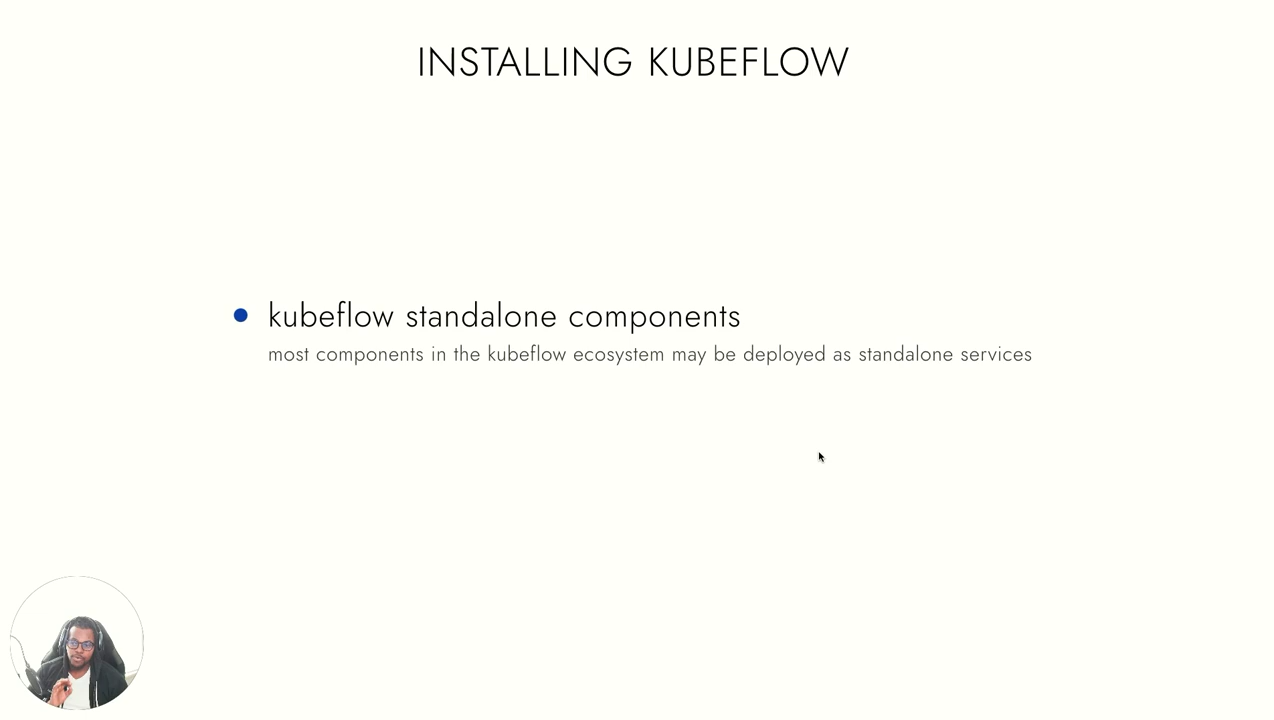 INSTALLING KUBEFLOW
kubeflow standalone components
most components in the kubeflow ecosystem may be deployed as standalone services